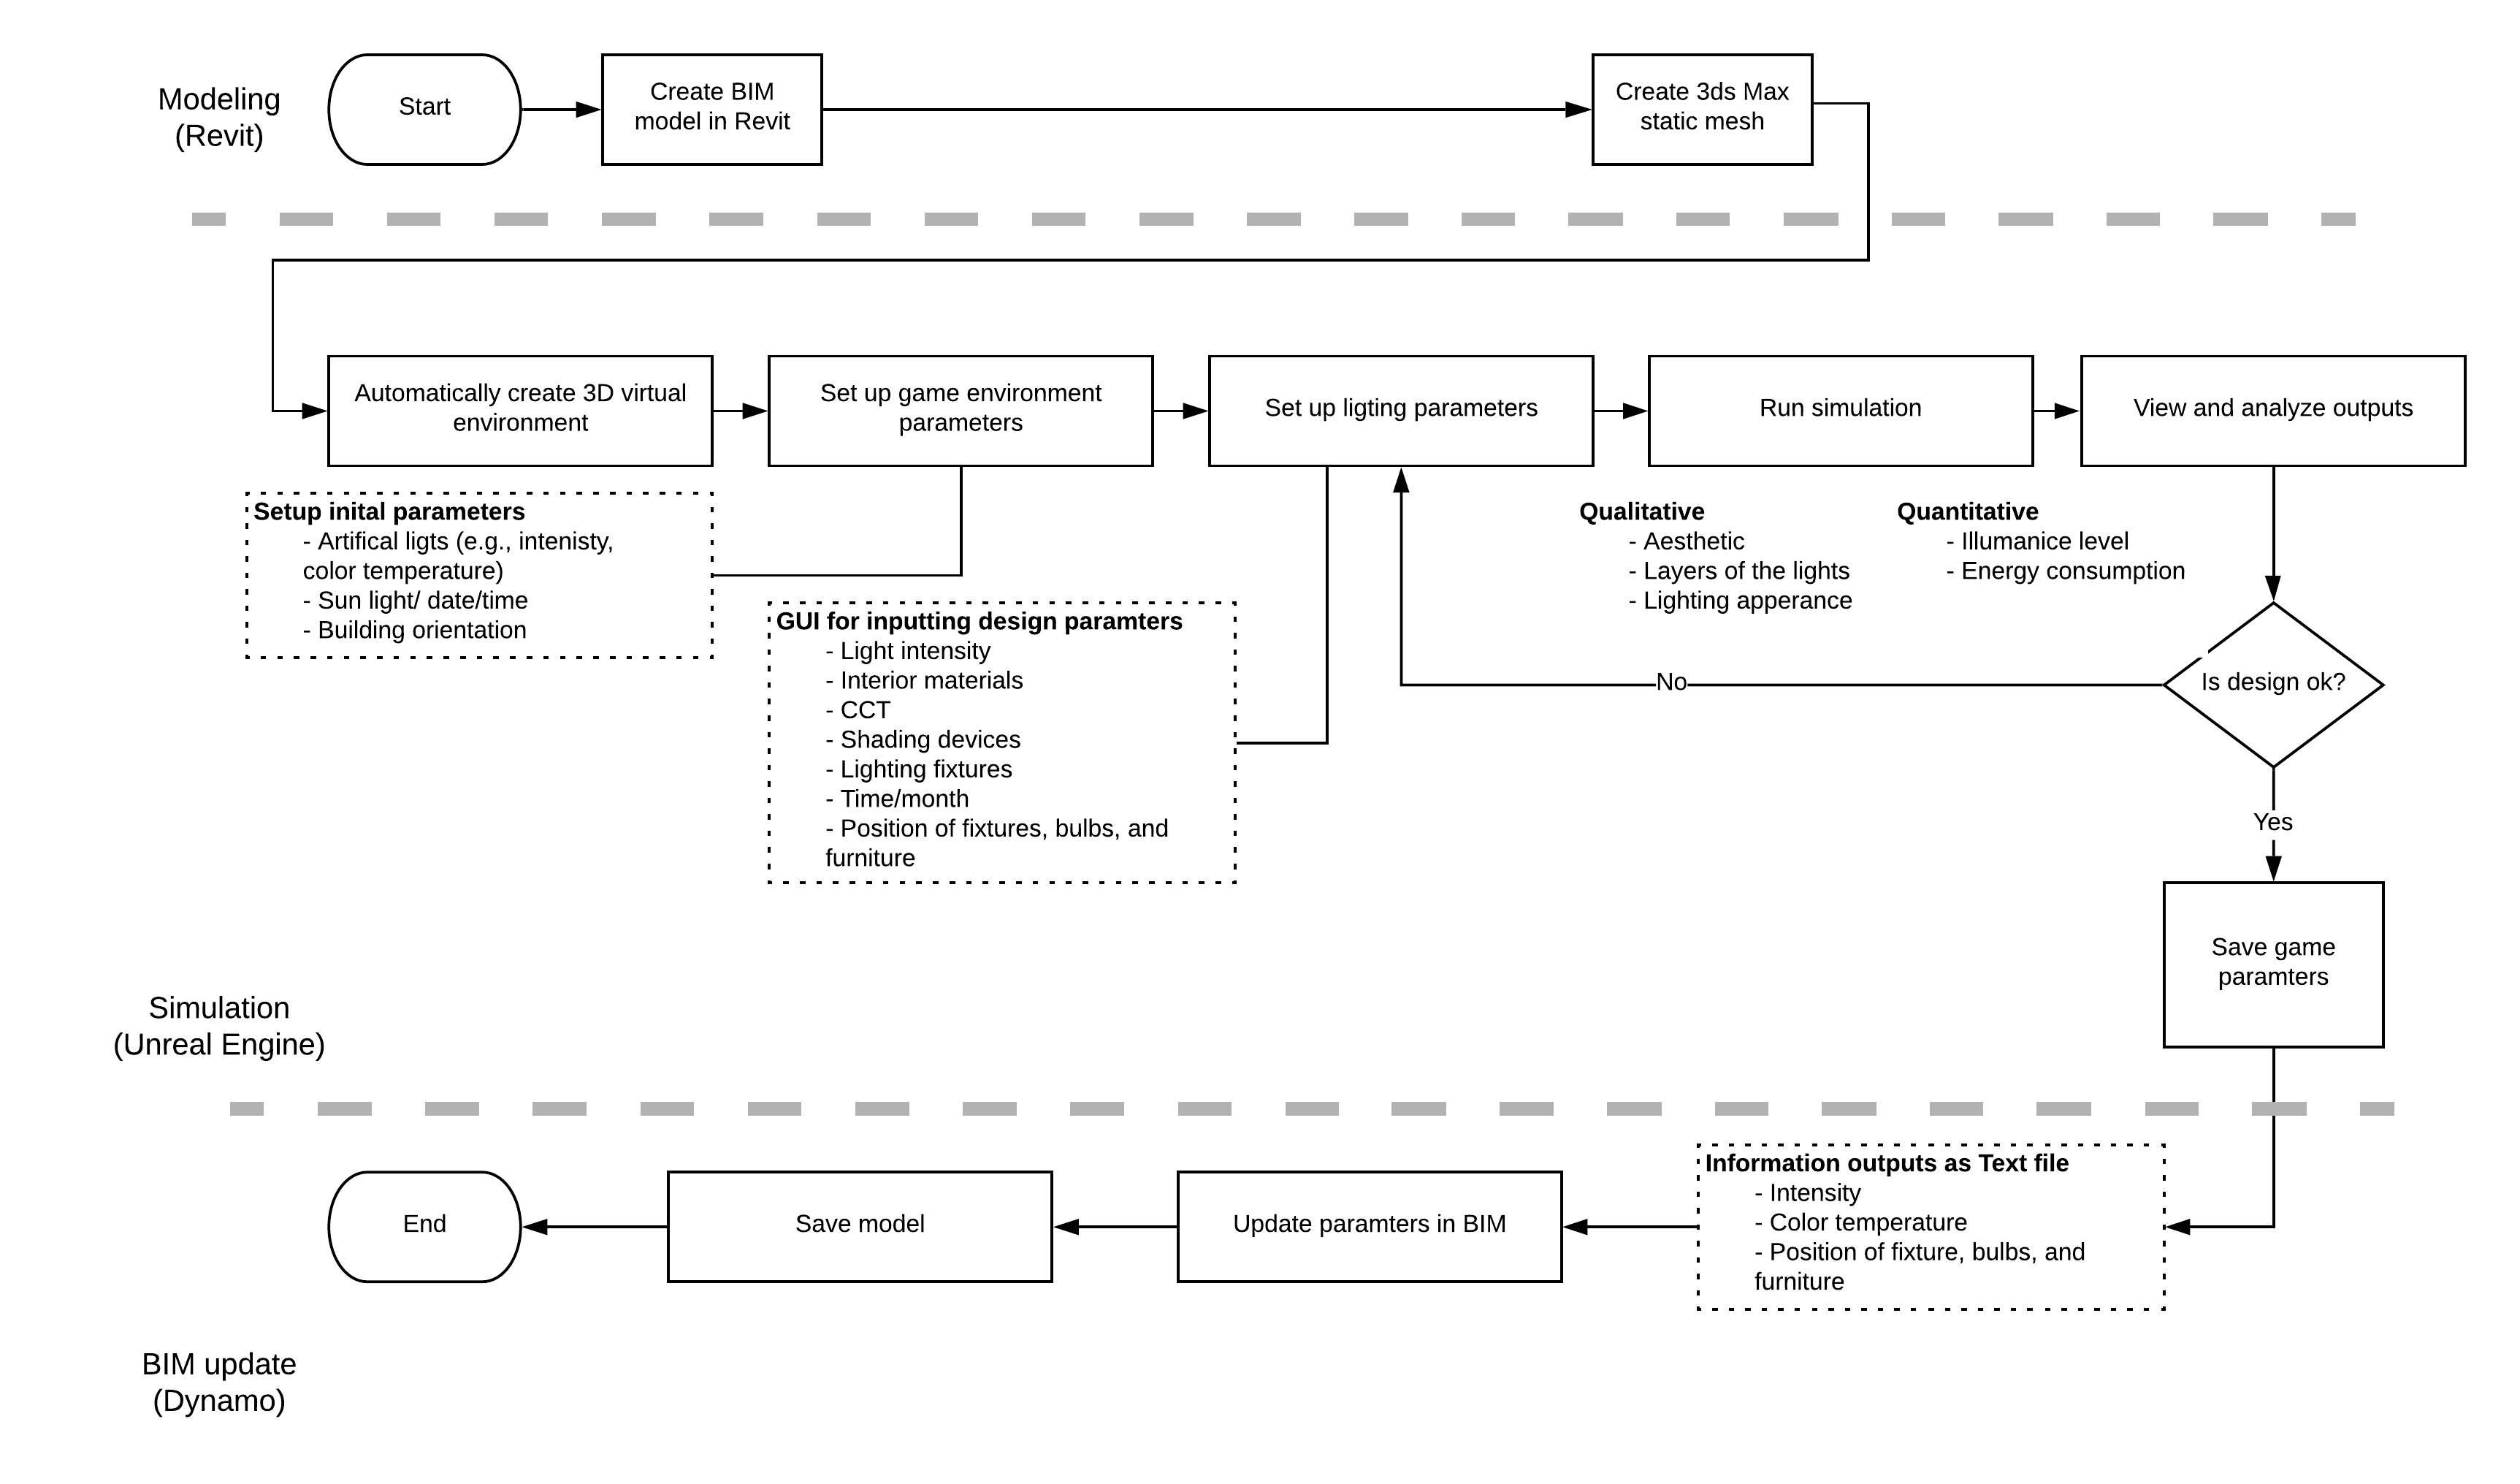 Modeling
(Revit)
Start
Create BIM
model in Revit
Create 3ds Max
static mesh
Automatically create 3D virtual
environment
Set up game environment
parameters
Set up ligting parameters
Run simulation
View and analyze outputs
Setup inital parameters
- Artifical ligts (e.g., intenisty,
color temperature)
- Sun light/ date/time
- Building orientation
GUI for inputting design paramters
- Light intensity
- Interior materials
- CCT
- Shading devices
- Lighting fixtures
- Time/month
- Position of fixtures, bulbs, and
furniture
Qualitative
- Aesthetic
- Layers of the lights
- Lighting apperance
Quantitative
- Illumanice level
- Energy consumption
Is design ok?
No
Yes
Save game
paramters
Simulation
(Unreal Engine)
Information outputs as Text file
- Intensity
- Color temperature
- Position of fixture, bulbs, and
furniture
Update paramters in BIM
Save model
End
BIM update
(Dynamo)